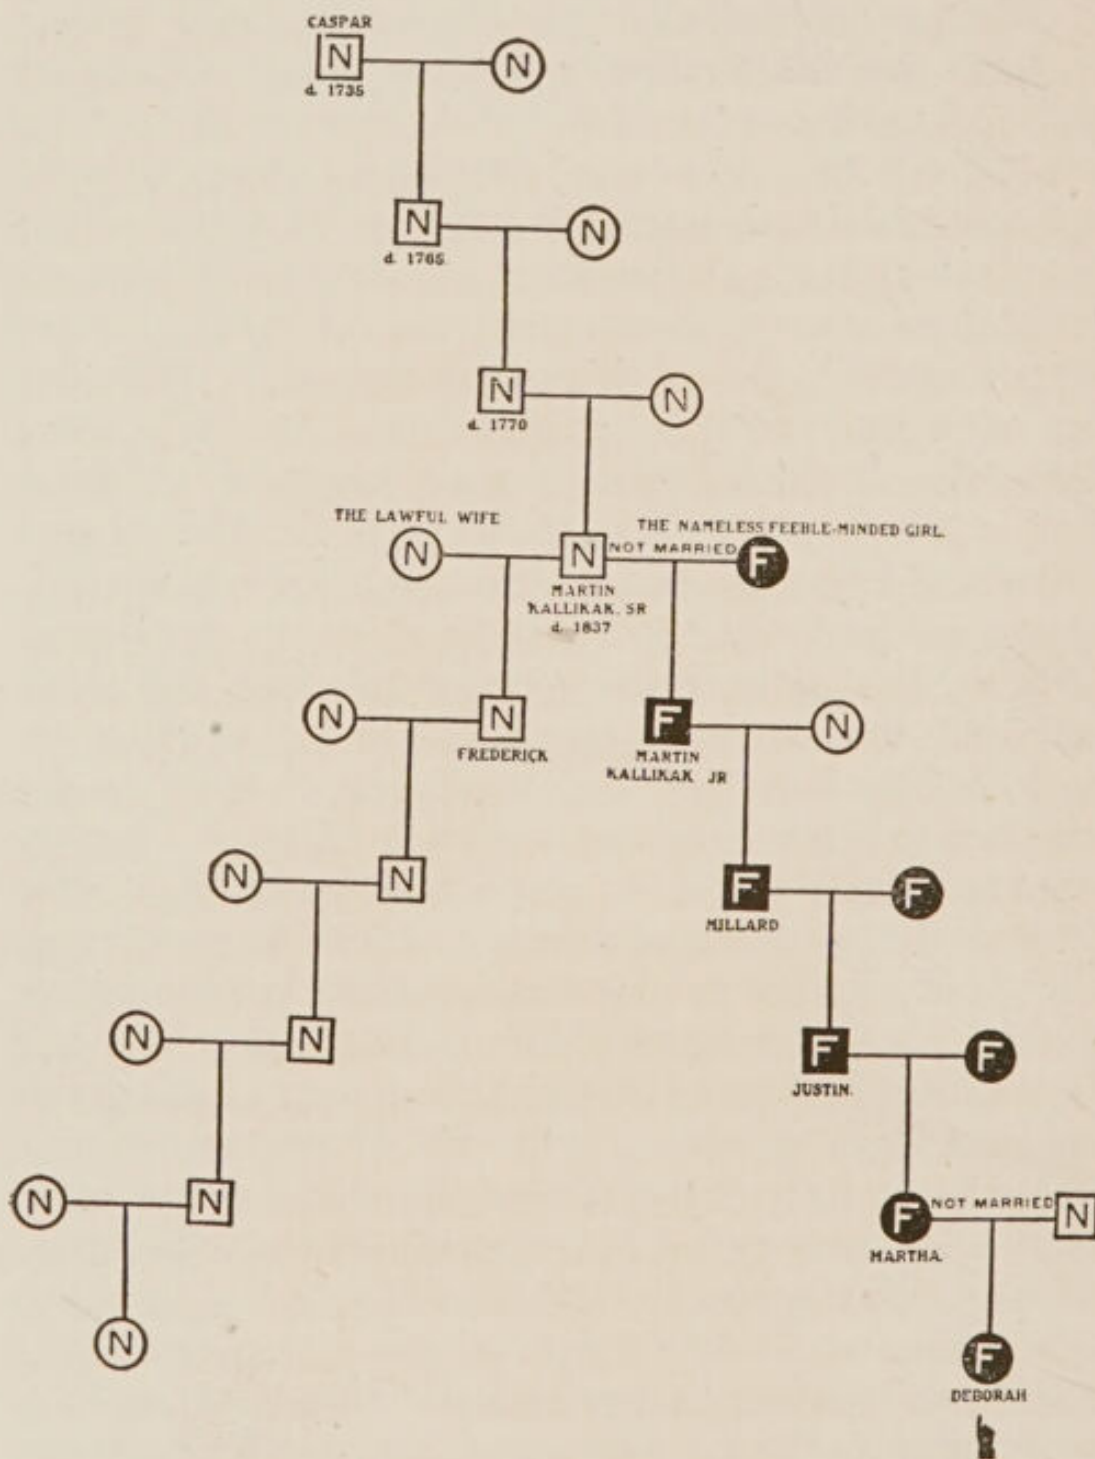 CASPAR
N N
d. 1735
N N
d. 1765
N N
d. 1770
THE LAWFUL WIFE
THE NAMELESS FEEBLE-MINDED GIRL.
N N NOT MARRIED F
MARTIN
KALLIKAK, SR
d. 1837
N N F N
FREDERICK
MARTIN
KALLIKAK JR
N N F F
MILLARD
N N F F
JUSTIN.
N N F NOT MARRIED N
MARTHA
N F
DEBORAH